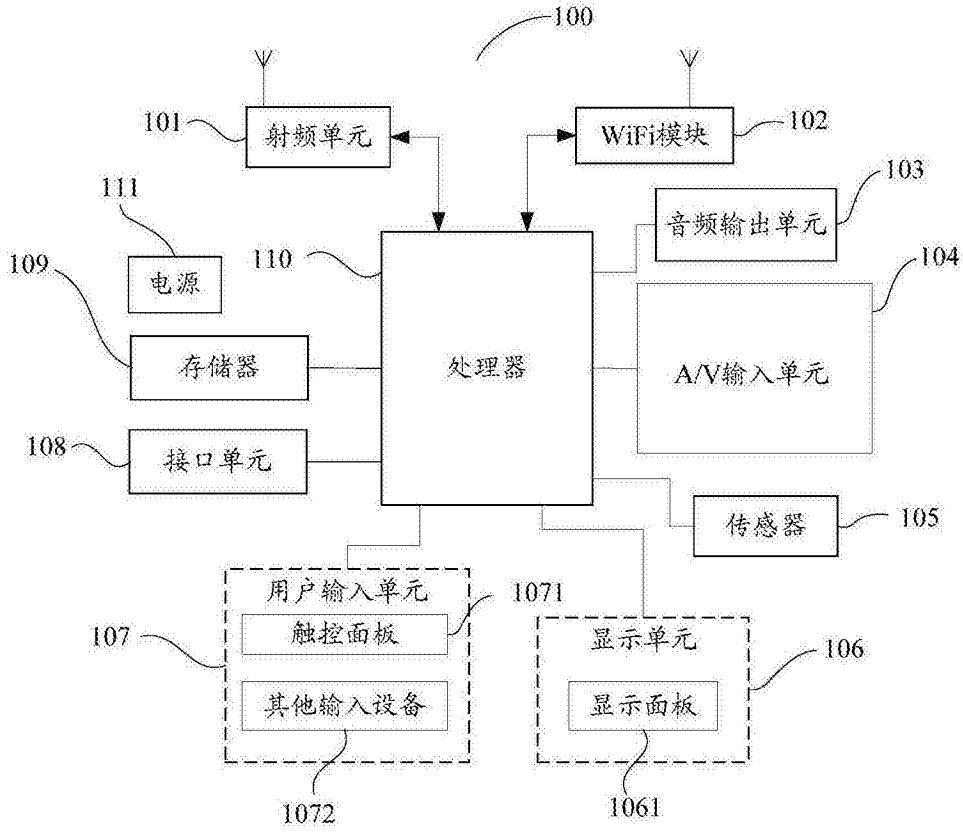 100
101
射频单元
WiFi模块
102
111
103
音频输出单元
109
电源
110
104
存储器
处理器
A/V输入单元
108
接口单元
传感器
105
用户输入单元
1071
107
触控面板
显示单元
106
其他输入设备
显示面板
1072
1061